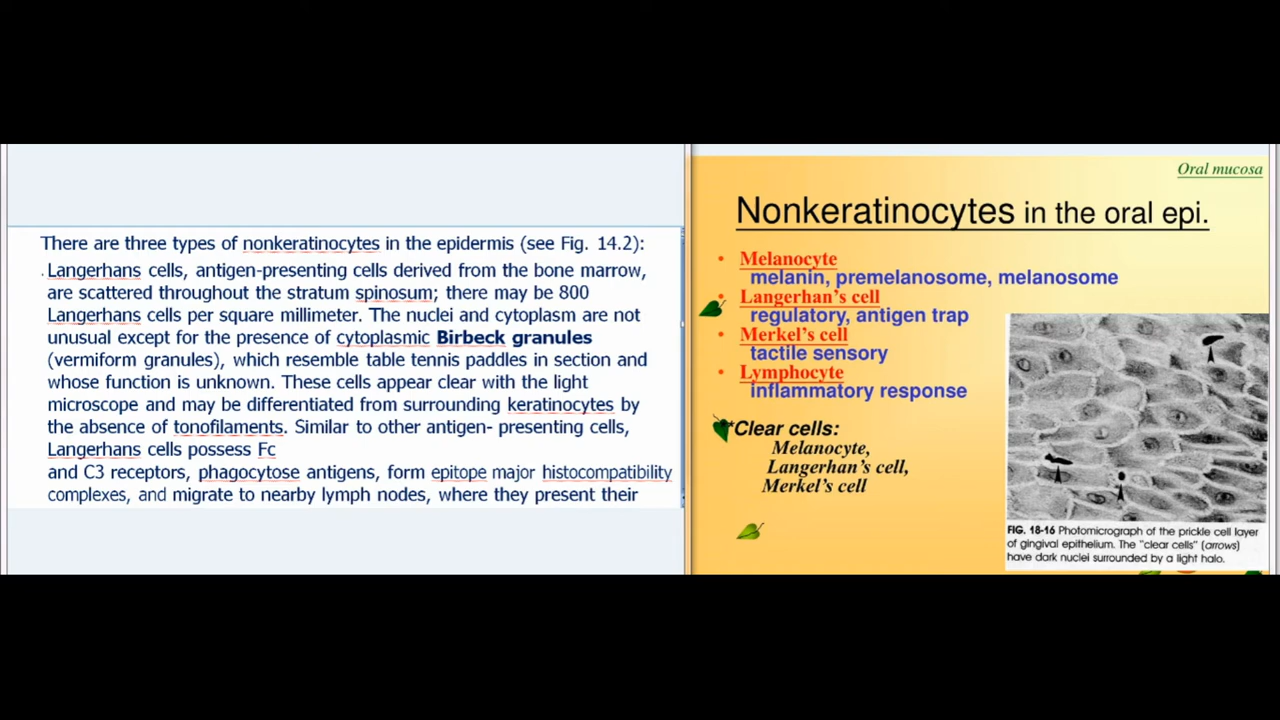 There are three types of nonkeratinocytes in the epidermis (see Fig. 14.2):
Langerhans cells, antigen-presenting cells derived from the bone marrow,
are scattered throughout the stratum spinosum; there may be 800
Langerhans cells per square millimeter. The nuclei and cytoplasm are not
unusual except for the presence of cytoplasmic Birbeck granules
(vermiform granules), which resemble table tennis paddles in section and
whose function is unknown. These cells appear clear with the light
microscope and may be differentiated from surrounding keratinocytes by
the absence of tonofilaments. Similar to other antigen- presenting cells,
Langerhans cells possess Fc
and C3 receptors, phagocytose antigens, form epitope major histocompatibility
complexes, and migrate to nearby lymph nodes, where they present their
Oral mucosa
Nonkeratinocytes in the oral epi.
• Melanocyte
melanin, premelanosome, melanosome
• Langerhan's cell
regulatory, antigen trap
• Merkel's cell
tactile sensory
• Lymphocyte
inflammatory response
*Clear cells:
Melanocyte,
Langerhan's cell,
Merkel's cell
FIG. 18-16 Photomicrograph of the prickle cell layer
of gingival epithelium. The "clear cells" (arrows)
have dark nuclei surrounded by a light halo.